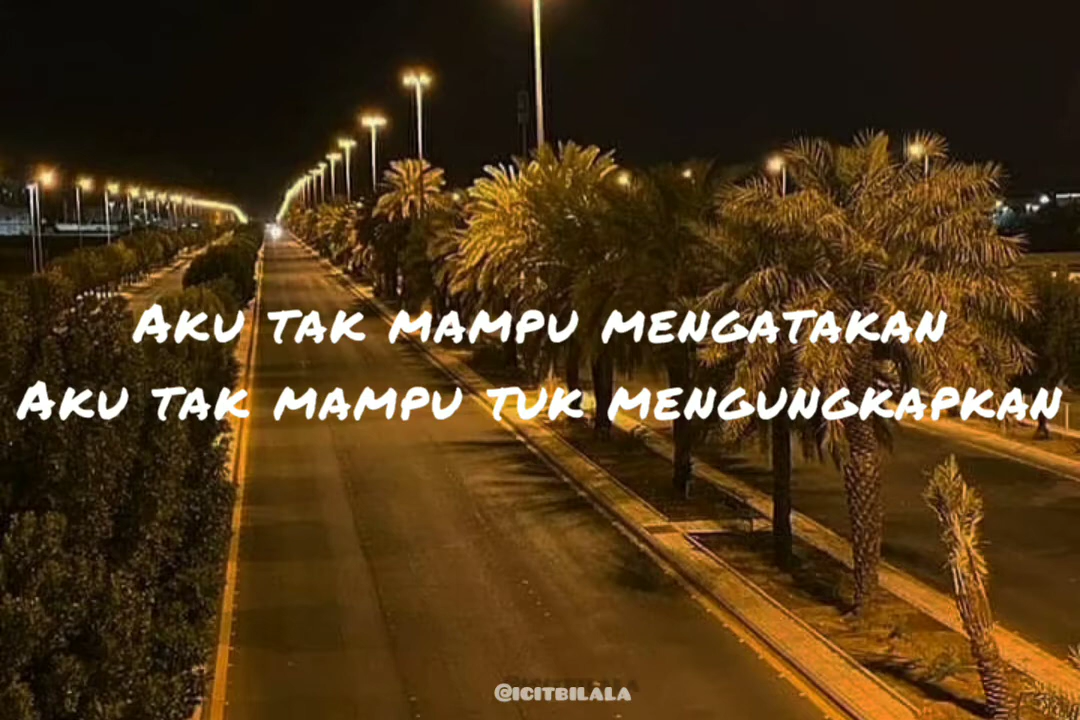 Aku tak mampu mengatakan
Aku tak mampu tuk mengungkapkan
@icitbilala